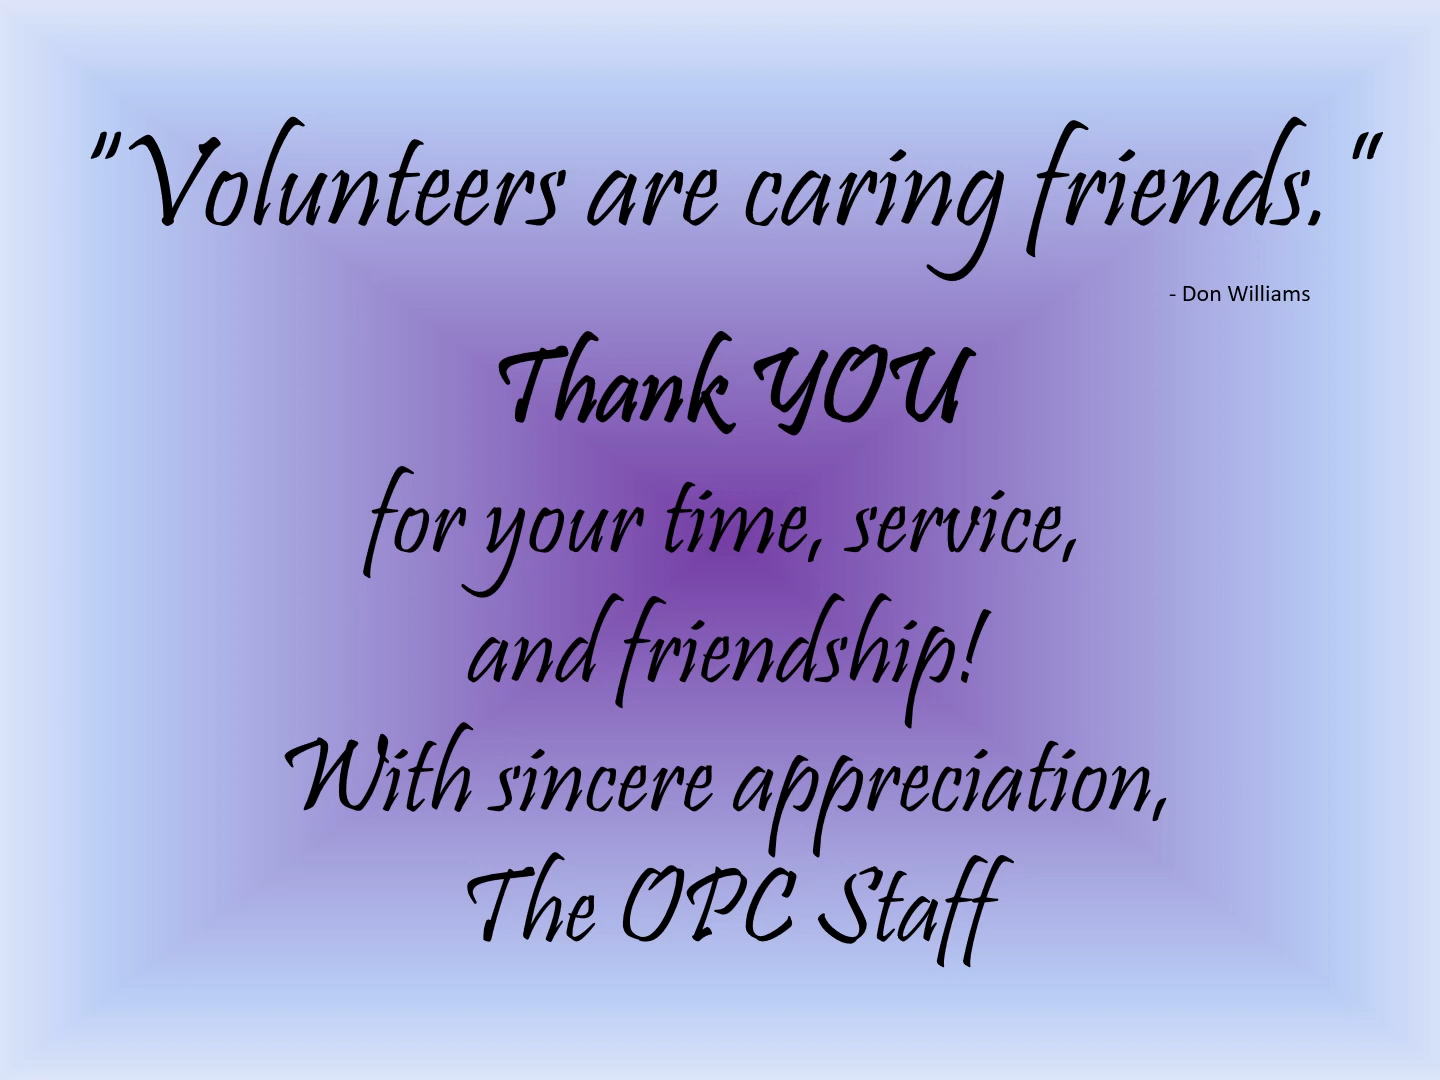 "Volunteers are caring friends."
- Don Williams
Thank YOU
for your time, service,
and friendship!
With sincere appreciation,
The OPC Staff